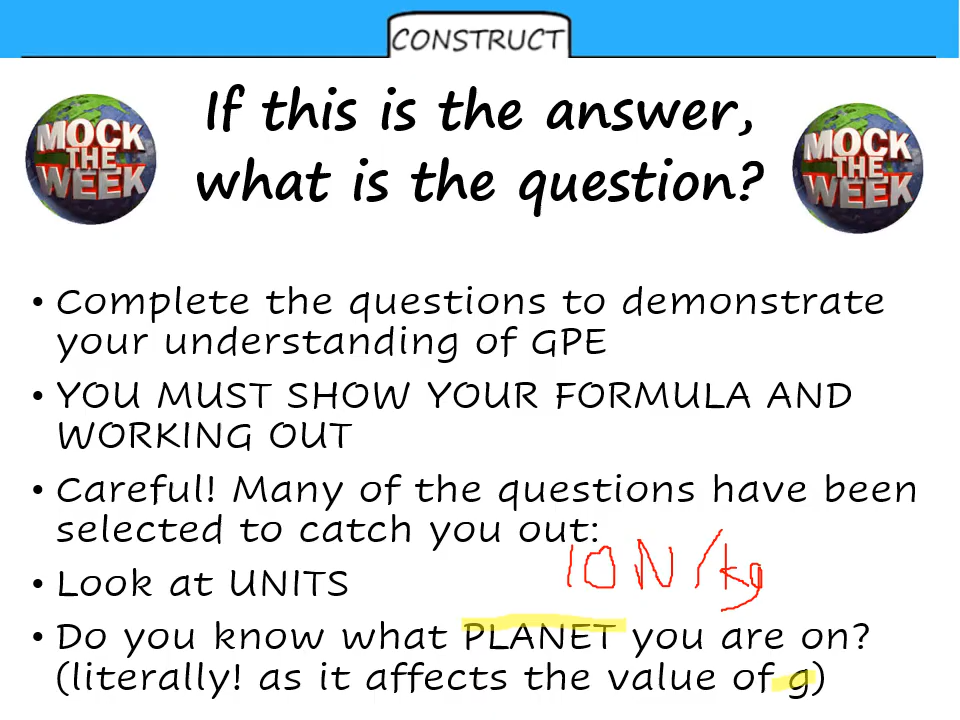 CONSTRUCT
If this is the answer,
what is the question?
MOCK
THE
WEEK
MOCK
THE
WEEK
• Complete the questions to demonstrate
your understanding of GPE
• YOU MUST SHOW YOUR FORMULA AND
WORKING OUT
• Careful! Many of the questions have been
selected to catch you out:
10N/kg
• Look at UNITS
• Do you know what PLANET you are on?
(literally! as it affects the value of g)